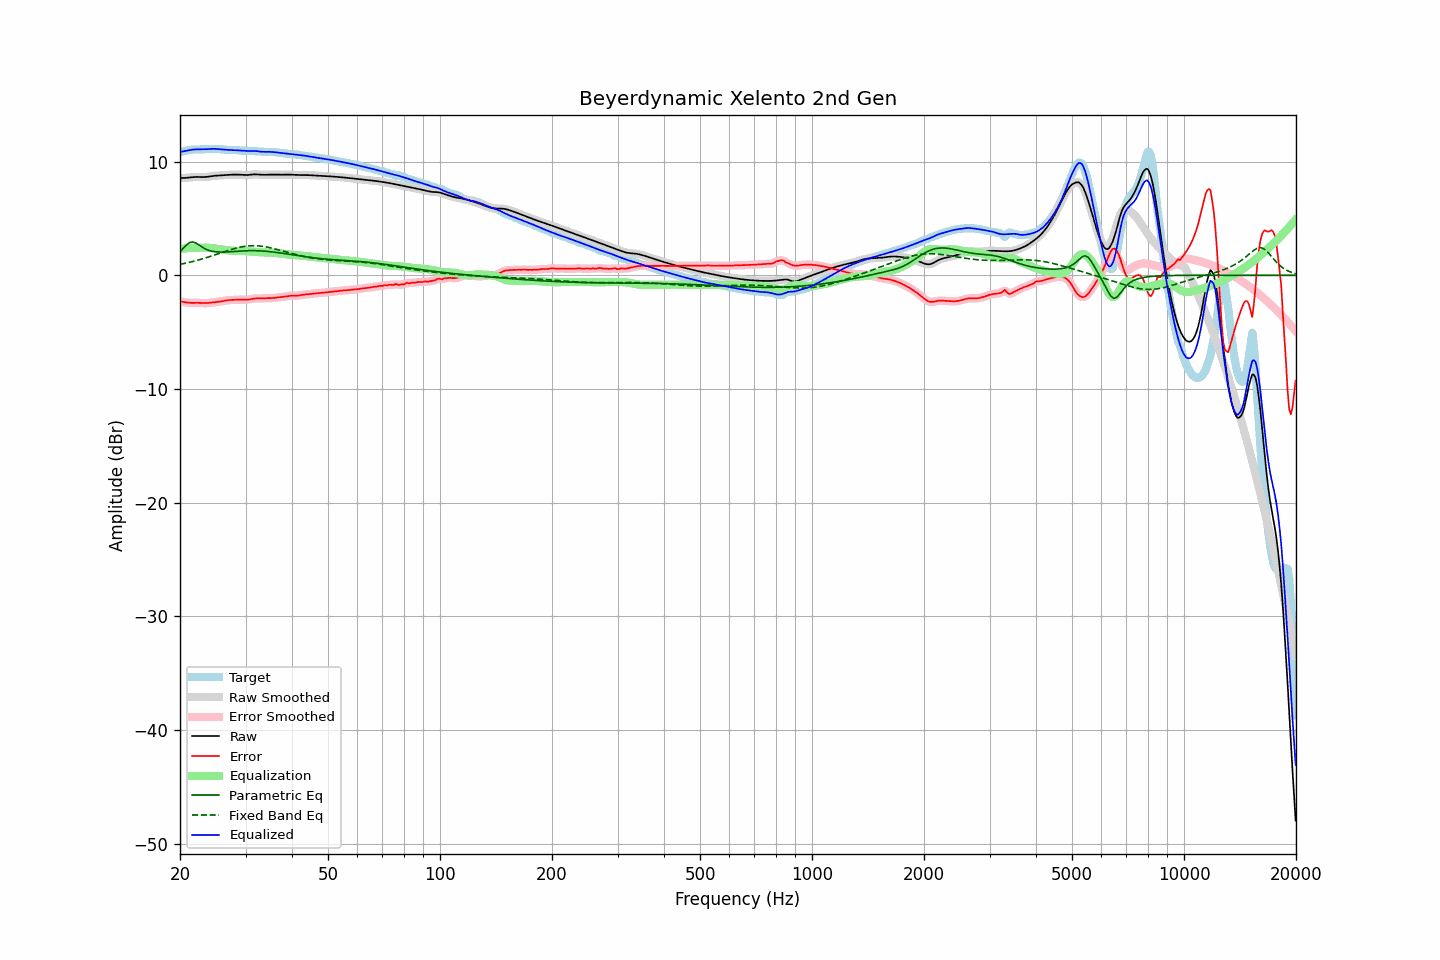 Beyerdynamic Xelento 2nd Gen
Amplitude (dBr)
10
0
−10
−20
−30
−40
−50
Target
Raw Smoothed
Error Smoothed
Raw
Error
Equalization
Parametric Eq
Fixed Band Eq
Equalized
20 50 100 200 500 1000 2000 5000 10000 20000
Frequency (Hz)